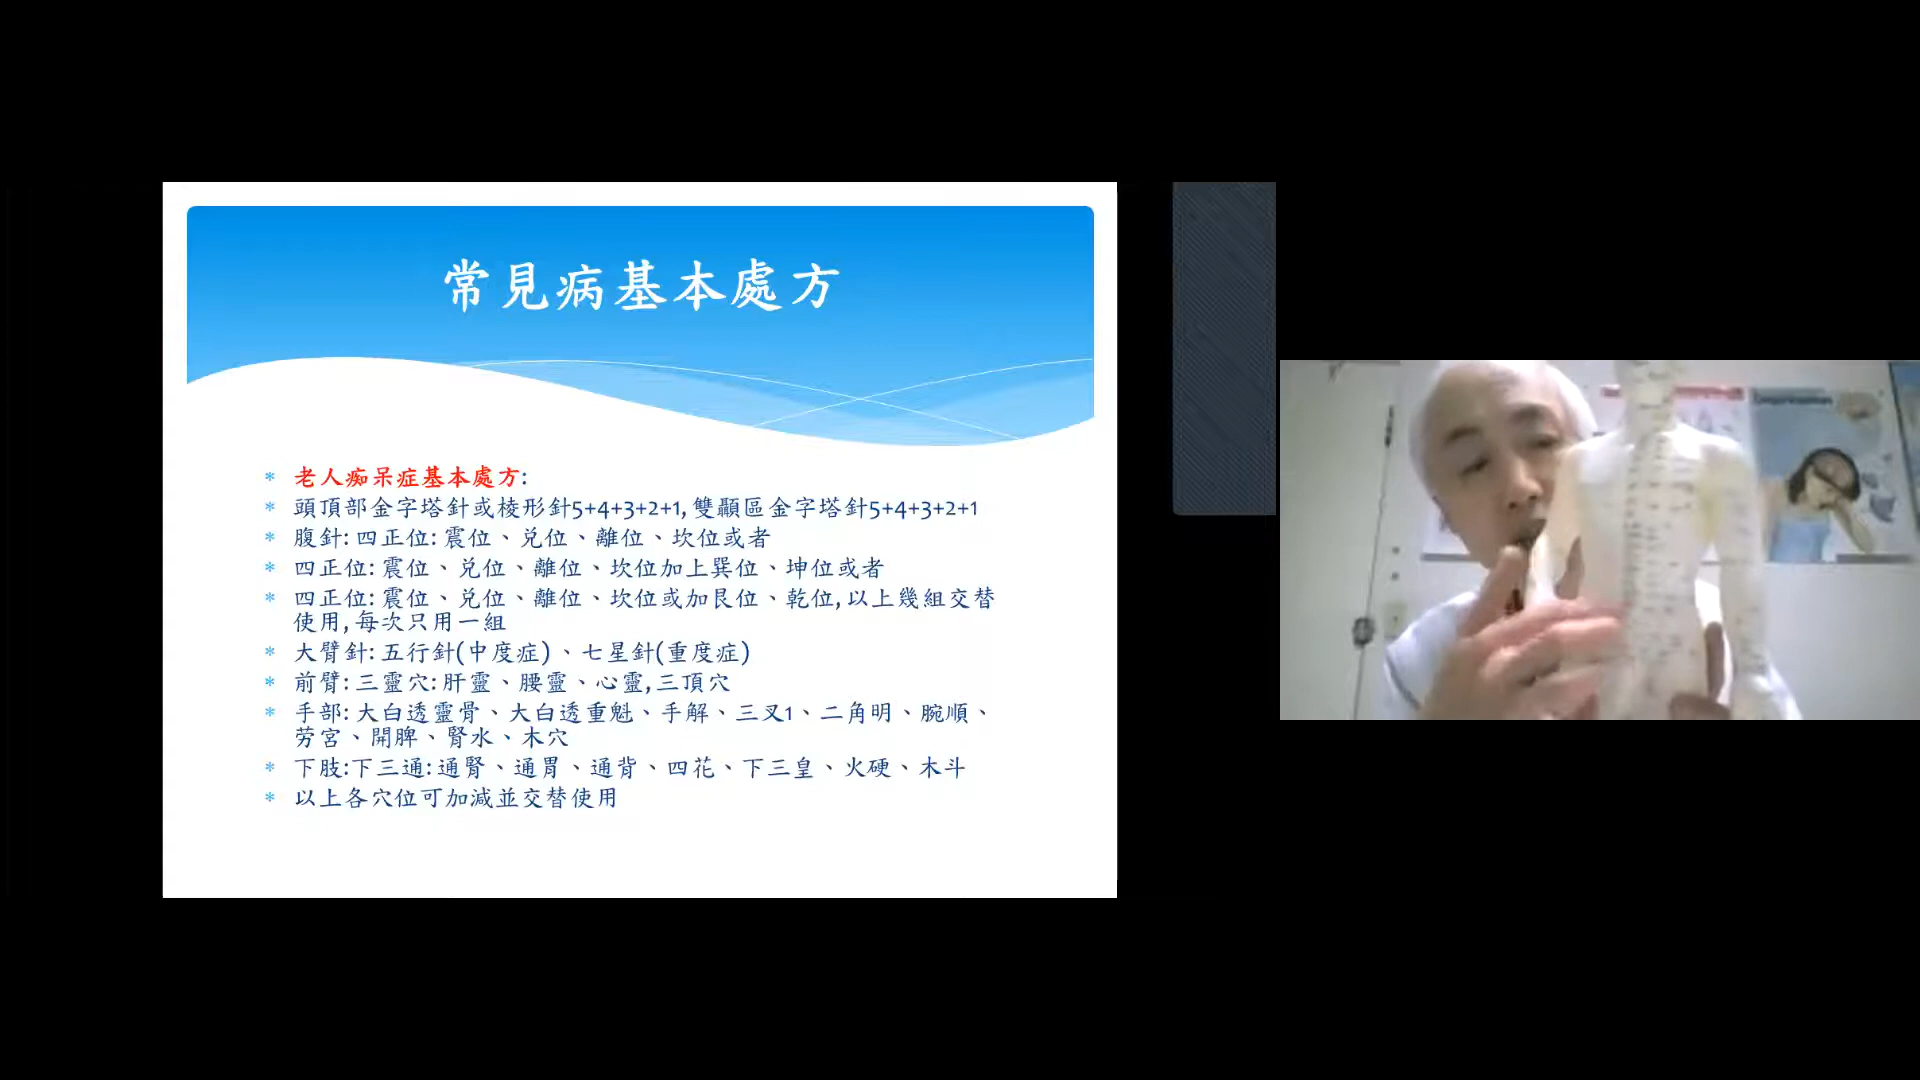 常見病基本處方
* 老人痴呆症基本處方:
* 頭頂部金字塔針或棱形針5+4+3+2+1, 雙顳區金字塔針5+4+3+2+1
* 腹針: 四正位: 震位、兌位、離位、坎位或者
* 四正位: 震位、兌位、離位、坎位加上巽位、坤位或者
* 四正位: 震位、兌位、離位、坎位或加艮位、乾位, 以上幾組交替
使用, 每次只用一組
* 大臂針: 五行針(中度症)、七星針(重度症)
* 前臂: 三靈穴: 肝靈、腰靈、心靈, 三頂穴
* 手部: 大白透靈骨、大白透重魁、手解、三叉1、二角明、腕順、
劳宮、開脾、腎水、木穴
* 下肢:下三通: 通腎、通胃、通背、四花、下三皇、火硬、木斗
* 以上各穴位可加減並交替使用